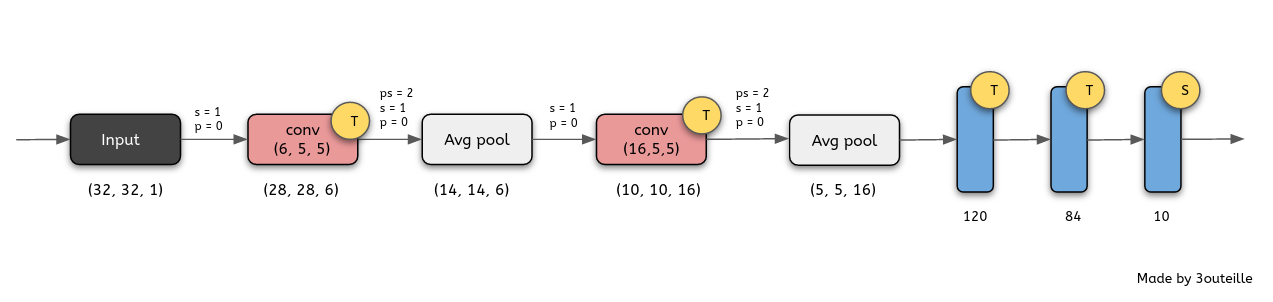 Input
(32, 32, 1)
s = 1
p = 0
conv
(6, 5, 5)
T
(28, 28, 6)
ps = 2
s = 1
p = 0
Avg pool
(14, 14, 6)
s = 1
p = 0
conv
(16,5,5)
T
(10, 10, 16)
ps = 2
s = 1
p = 0
Avg pool
(5, 5, 16)
T
120
T
84
S
10
Made by 3outeille